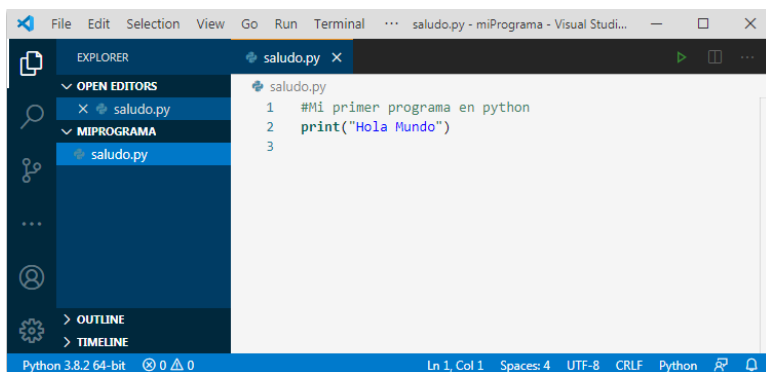 File Edit Selection View Go Run Terminal ··· saludo.py - miPrograma - Visual Studi...
EXPLORER
OPEN EDITORS
saludo.py
MIPROGRAMA
saludo.py
OUTLINE
TIMELINE
saludo.py
saludo.py
1 #Mi primer programa en python
2 print("Hola Mundo")
3
Python 3.8.2 64-bit 0 0 Ln 1, Col 1 Spaces: 4 UTF-8 CRLF Python